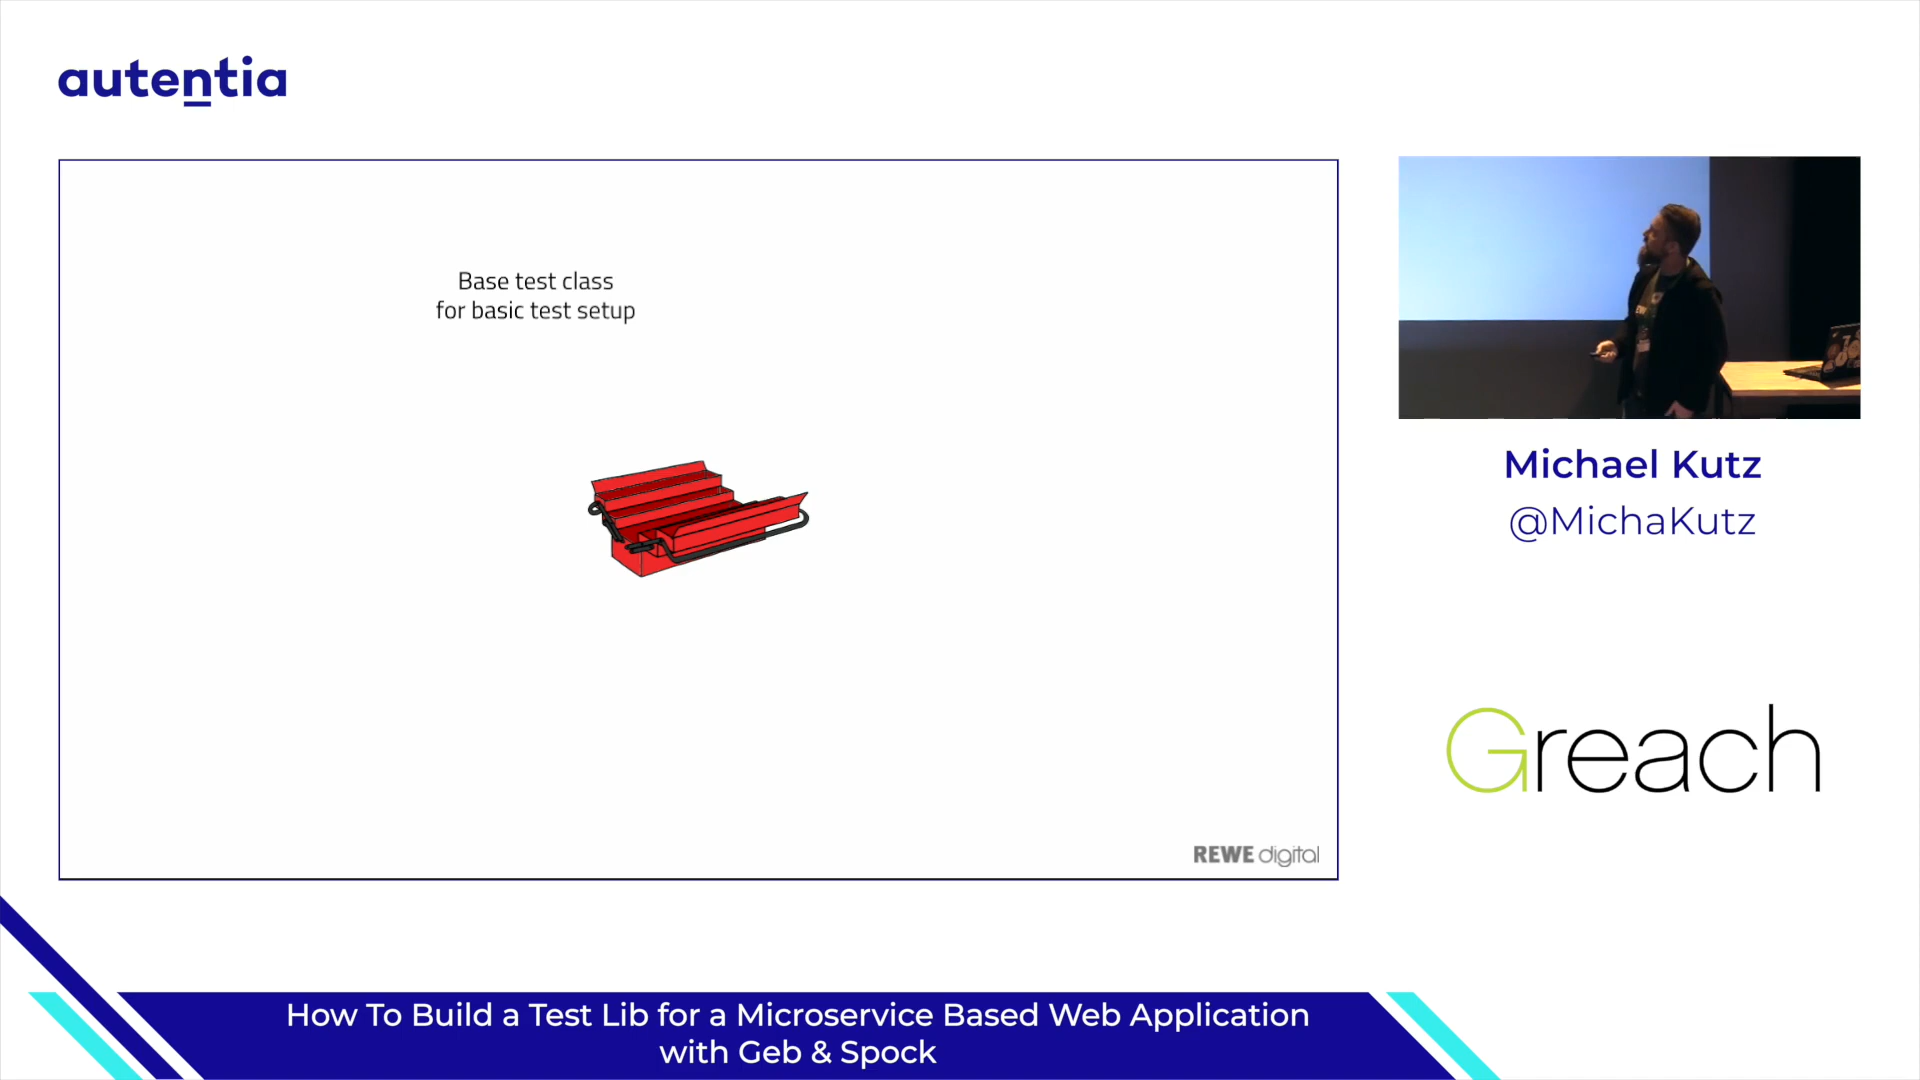 autentia
Base test class
for basic test setup
REWE digital
Michael Kutz
@MichaKutz
Greach
How To Build a Test Lib for a Microservice Based Web Application
with Geb & Spock